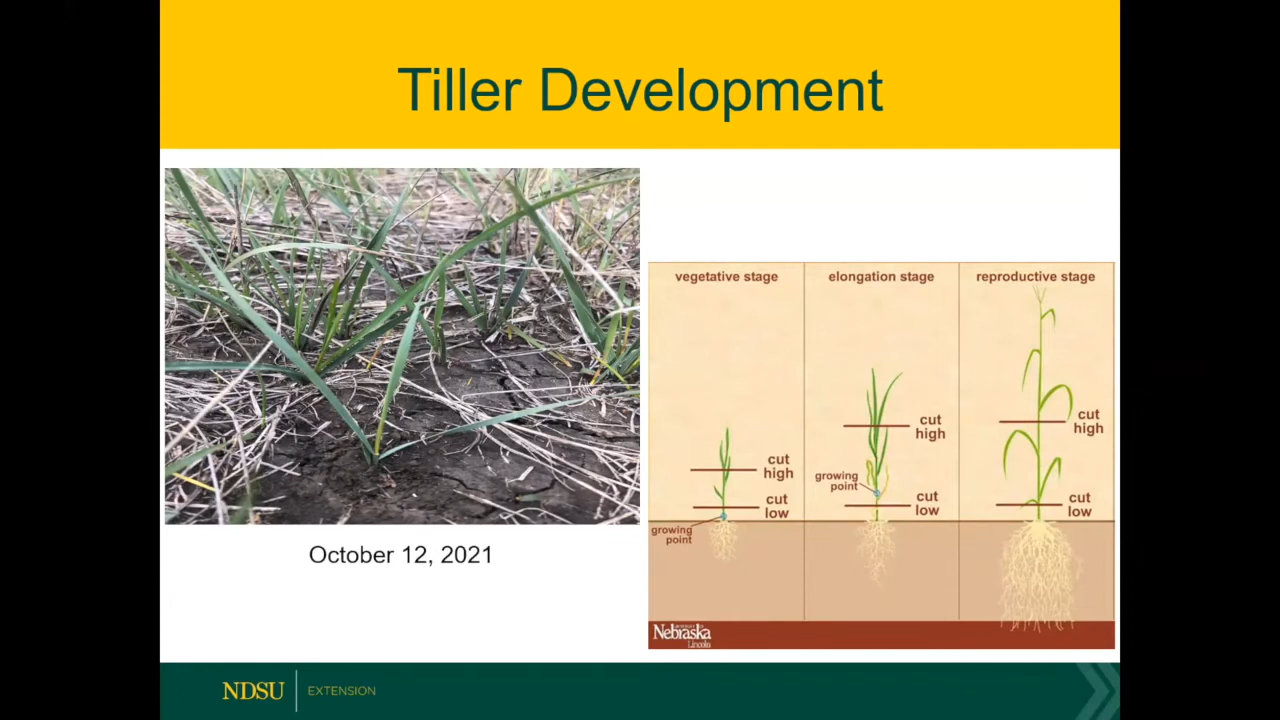 Tiller Development
October 12, 2021
vegetative stage
cut
high
cut
low
growing
point
elongation stage
cut
high
growing
point
cut
low
reproductive stage
cut
high
cut
low
Nebraska
Lincoln
NDSU EXTENSION